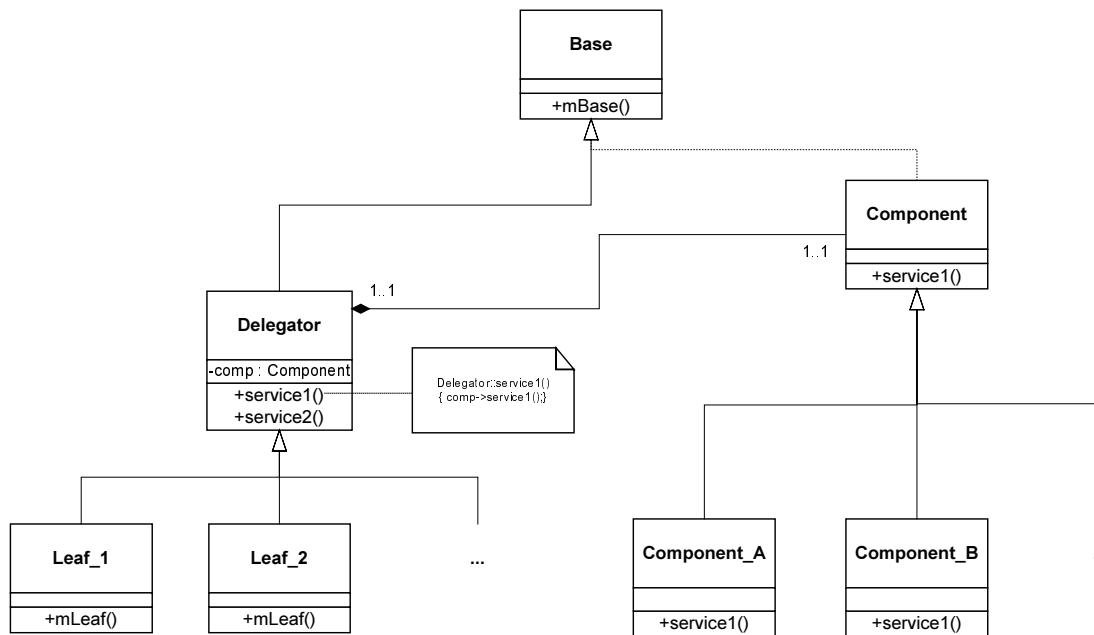 Base
+mBase()
Component
1..1
+service1()
1..1
Delegator
-comp : Component
+service1()
+service2()
Delegator::service1()
{ comp->service1();}
Leaf_1
+mLeaf()
Leaf_2
+mLeaf()
...
Component_A
+service1()
Component_B
+service1()